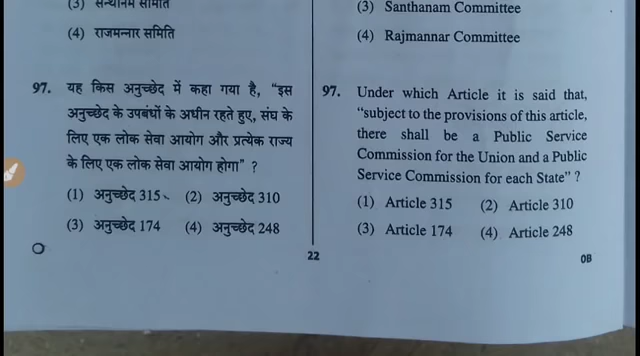 (3) सन्थानम समिति
(4) राजमन्नार समिति
97. यह किस अनुच्छेद में कहा गया है, “इस
अनुच्छेद के उपबंधों के अधीन रहते हुए, संघ के
लिए एक लोक सेवा आयोग और प्रत्येक राज्य
के लिए एक लोक सेवा आयोग होगा” ?
(1) अनुच्छेद 315 (2) अनुच्छेद 310
(3) अनुच्छेद 174 (4) अनुच्छेद 248
(3) Santhanam Committee
(4) Rajmannar Committee
97. Under which Article it is said that,
“subject to the provisions of this article,
there shall be a Public Service
Commission for the Union and a Public
Service Commission for each State” ?
(1) Article 315 (2) Article 310
(3) Article 174 (4) Article 248
22
0B